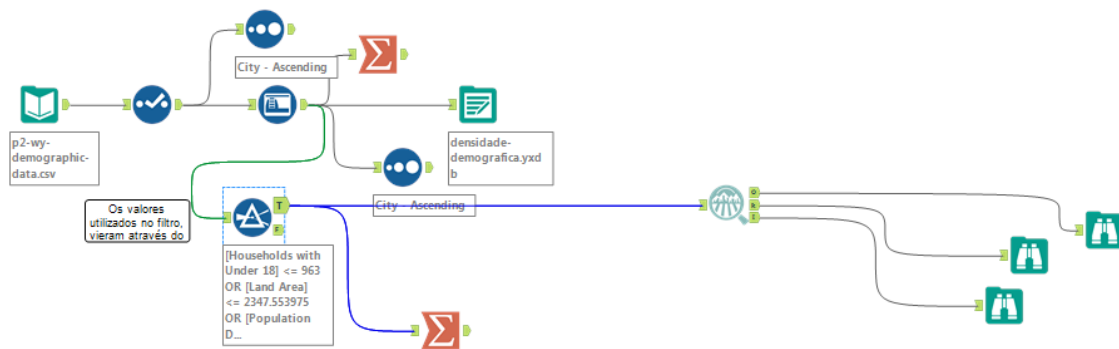 City - Ascending
p2-wy-
demographic-
data.csv
densidade-
demografica.yxd
b
City - Ascending
Os valores
utilizados no filtro,
vieram através do
T
F
[Households with
Under 18] <= 963
OR [Land Area]
<= 2347.553975
OR [Population
D...
O
R
I